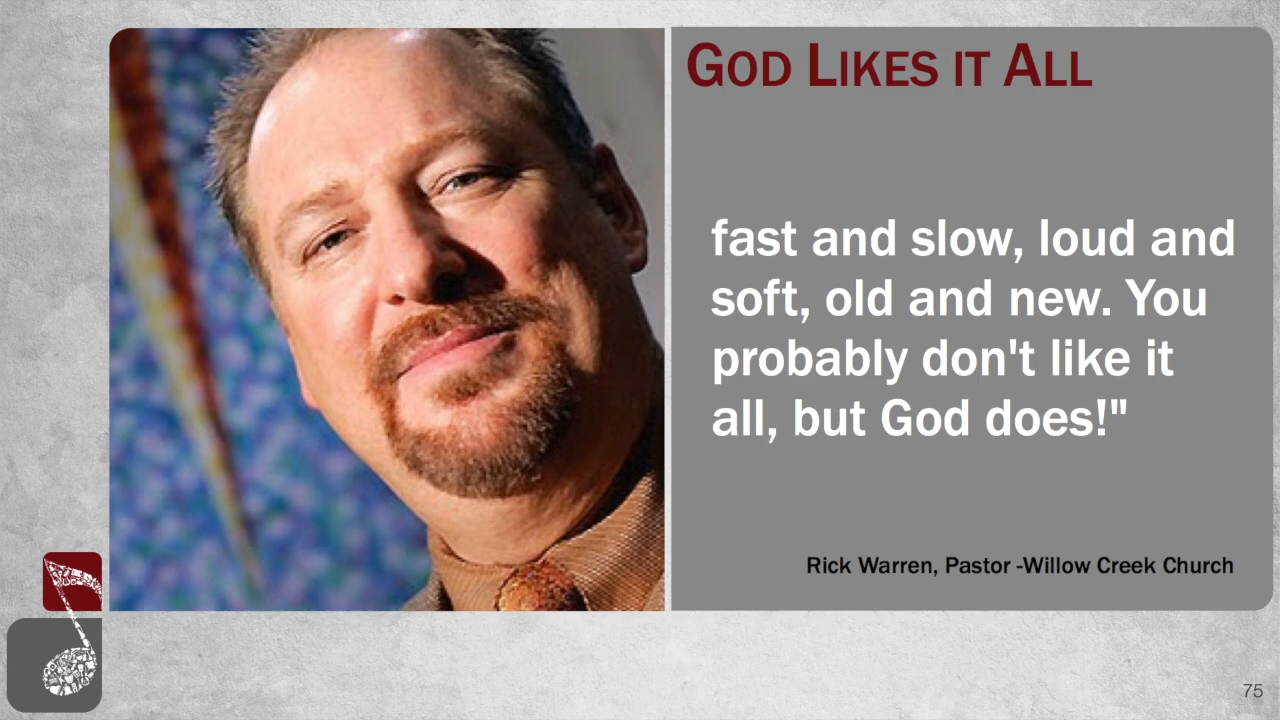 GOD LIKES IT ALL
fast and slow, loud and
soft, old and new. You
probably don't like it
all, but God does!"
Rick Warren, Pastor -Willow Creek Church
75